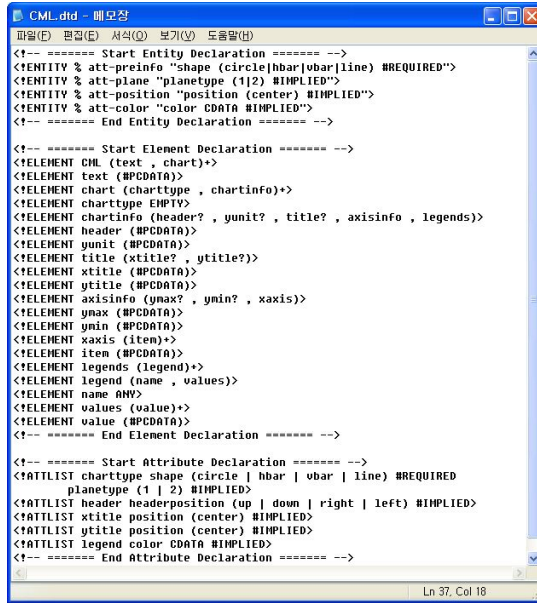 CML.dtd - 메모장
파일(F) 편집(E) 서식(O) 보기(V) 도움말(H)
<!-- ======= Start Entity Declaration ======= -->
<!ENTITY % att-preinfo "shape (circle|hbar|vbar|line) #REQUIRED">
<!ENTITY % att-plane "planetype (1|2) #IMPLIED">
<!ENTITY % att-position "position (center) #IMPLIED">
<!ENTITY % att-color "color CDATA #IMPLIED">
<!-- ======= End Entity Declaration ======= -->
<!-- ======= Start Element Declaration ======= -->
<!ELEMENT CML (text , chart)+>
<!ELEMENT text (#PCDATA)>
<!ELEMENT chart (charttype , chartinfo)+>
<!ELEMENT charttype EMPTY>
<!ELEMENT chartinfo (header? , yunit? , title? , axisinfo , legends)>
<!ELEMENT header (#PCDATA)>
<!ELEMENT yunit (#PCDATA)>
<!ELEMENT title (xtitle? , ytitle?)>
<!ELEMENT xtitle (#PCDATA)>
<!ELEMENT ytitle (#PCDATA)>
<!ELEMENT axisinfo (ymax? , ymin? , xaxis)>
<!ELEMENT ymax (#PCDATA)>
<!ELEMENT ymin (#PCDATA)>
<!ELEMENT xaxis (item)+>
<!ELEMENT item (#PCDATA)>
<!ELEMENT legends (legend)+>
<!ELEMENT legend (name , values)>
<!ELEMENT name ANY>
<!ELEMENT values (value)+>
<!ELEMENT value (#PCDATA)>
<!-- ======= End Element Declaration ======= -->
<!-- ======= Start Attribute Declaration ======= -->
<!ATTLIST charttype shape (circle | hbar | vbar | line) #REQUIRED
planetype (1 | 2) #IMPLIED>
<!ATTLIST header headerposition (up | down | right | left) #IMPLIED>
<!ATTLIST xtitle position (center) #IMPLIED>
<!ATTLIST ytitle position (center) #IMPLIED>
<!ATTLIST legend color CDATA #IMPLIED>
<!-- ======= End Attribute Declaration ======= -->
Ln 37, Col 18